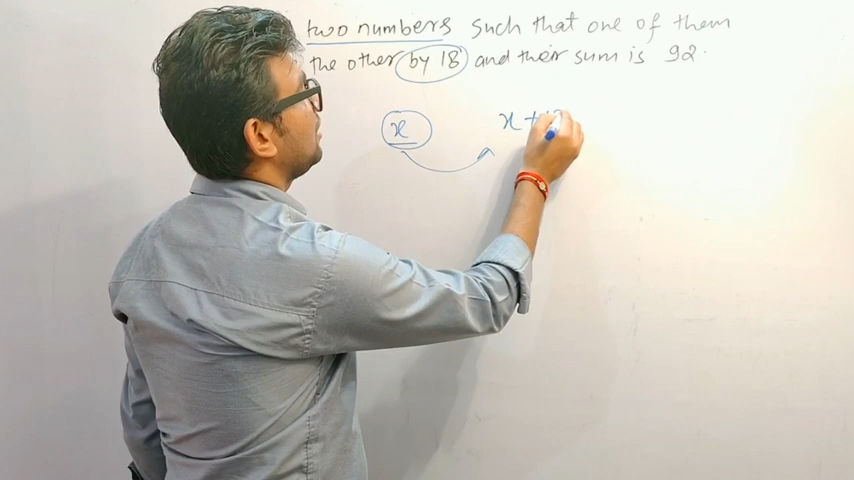 two numbers such that one of them
the other by 18 and their sum is 92.
x x +